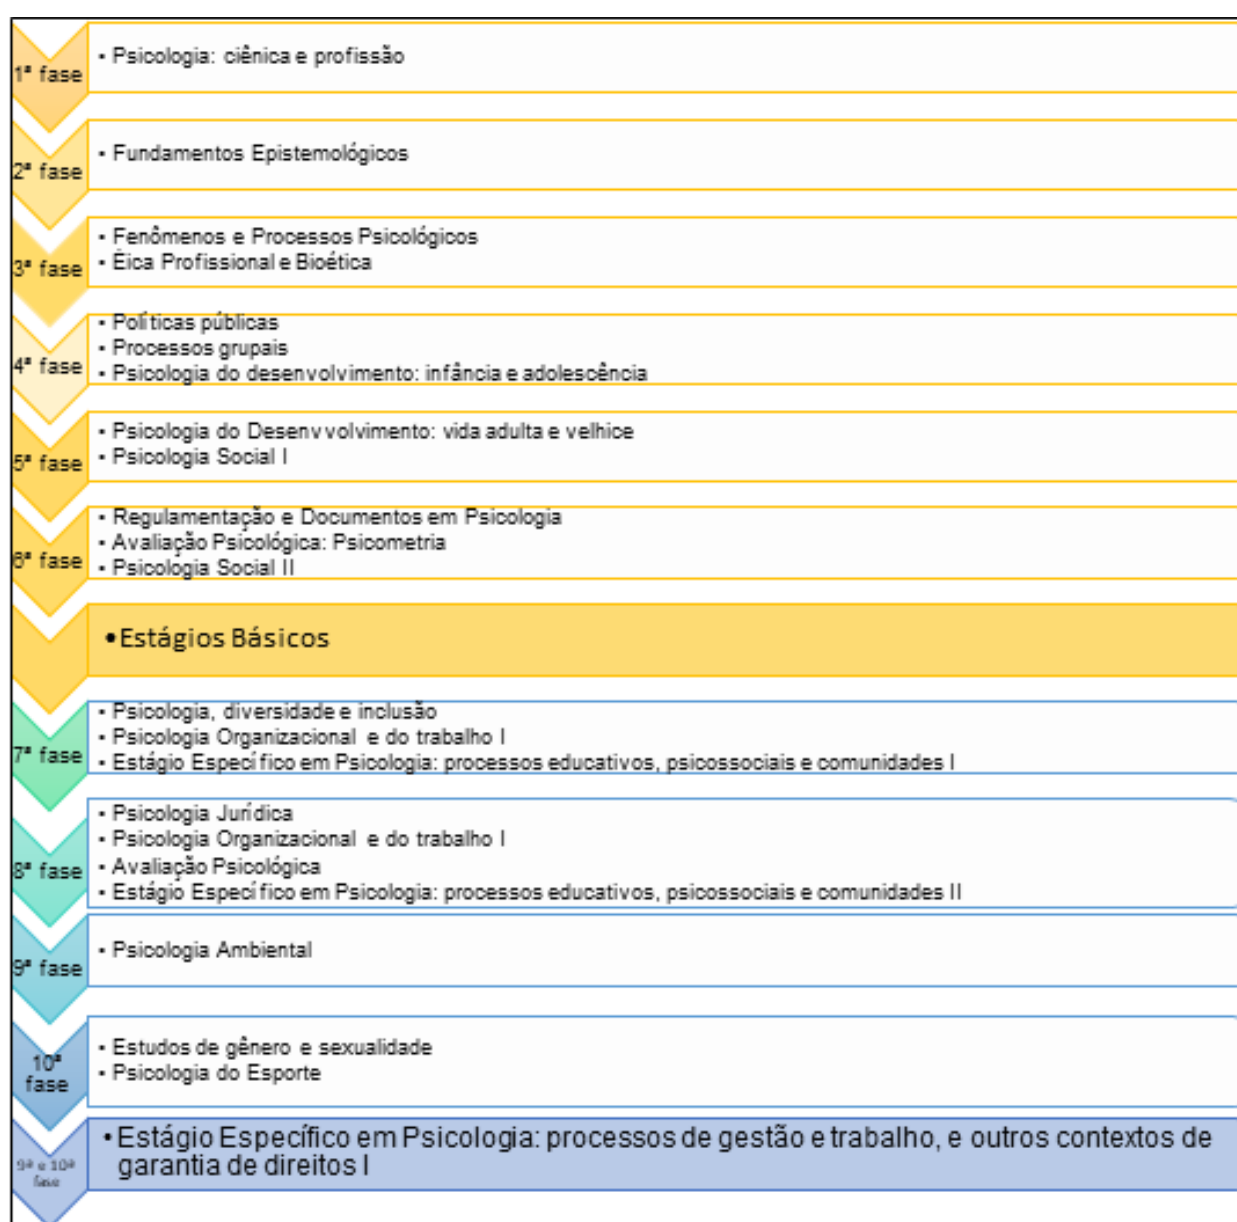 1ª fase
▪ Psicologia: ciênica e profissão
2ª fase
▪ Fundamentos Epistemológicos
3ª fase
▪ Fenômenos e Processos Psicológicos
▪ Éica Profissional e Bioética
4ª fase
▪ Políticas públicas
▪ Processos grupais
▪ Psicologia do desenvolvimento: infância e adolescência
5ª fase
▪ Psicologia do Desenvvolvimento: vida adulta e velhice
▪ Psicologia Social I
6ª fase
▪ Regulamentação e Documentos em Psicologia
▪ Avaliação Psicológica: Psicometria
▪ Psicologia Social II
•Estágios Básicos
7ª fase
▪ Psicologia, diversidade e inclusão
▪ Psicologia Organizacional e do trabalho I
▪ Estágio Específico em Psicologia: processos educativos, psicossociais e comunidades I
8ª fase
▪ Psicologia Jurídica
▪ Psicologia Organizacional e do trabalho I
▪ Avaliação Psicológica
▪ Estágio Específico em Psicologia: processos educativos, psicossociais e comunidades II
9ª fase
▪ Psicologia Ambiental
10ª
fase
▪ Estudos de gênero e sexualidade
▪ Psicologia do Esporte
9ª e 10ª
fase
• Estágio Específico em Psicologia: processos de gestão e trabalho, e outros contextos de
garantia de direitos I